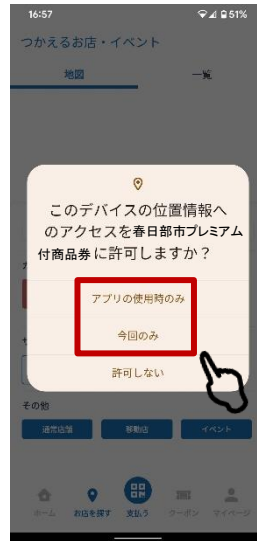 16:57
51%
つかえるお店・イベント
地図
一覧
このデバイスの位置情報へ
のアクセスを春日部市プレミアム
付商品券に許可しますか？
アプリの使用時のみ
今回のみ
許可しない
その他
通常店舗
移動店
イベント
ホーム
お店を探す
支払う
クーポン
マイページ